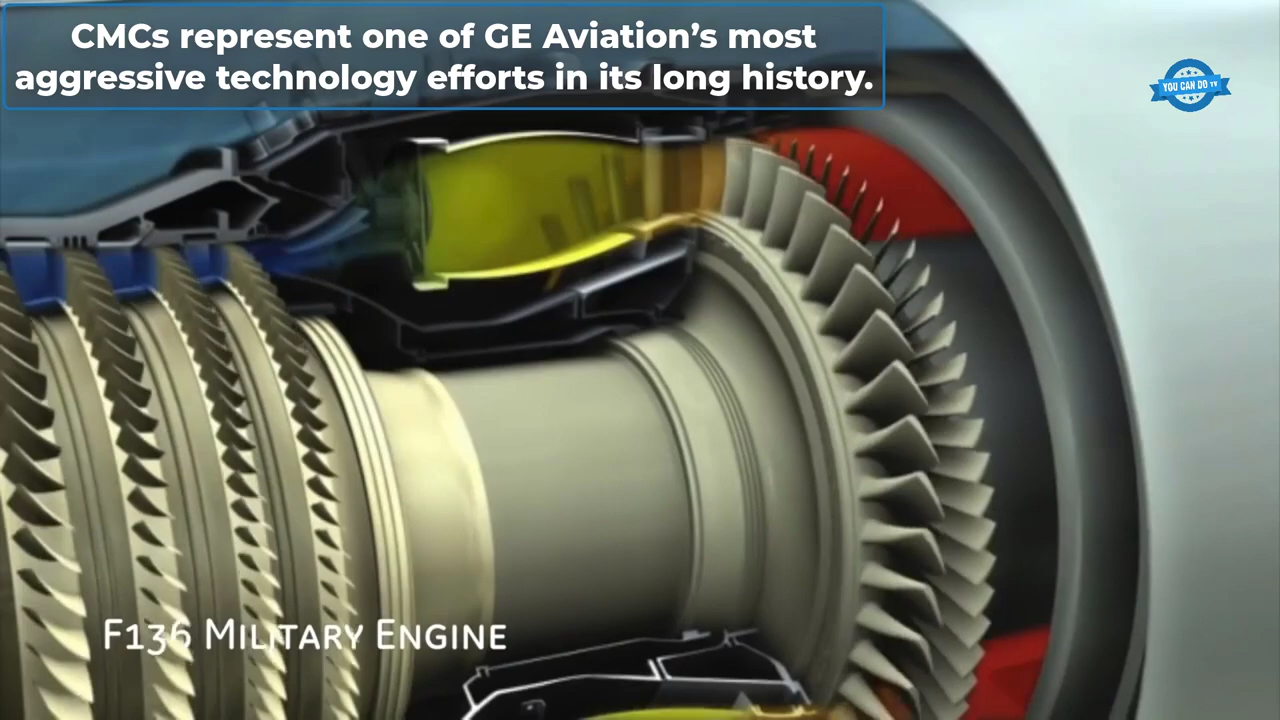 CMCs represent one of GE Aviation’s most
aggressive technology efforts in its long history.
YOU CAN DO TV
F136 Military Engine